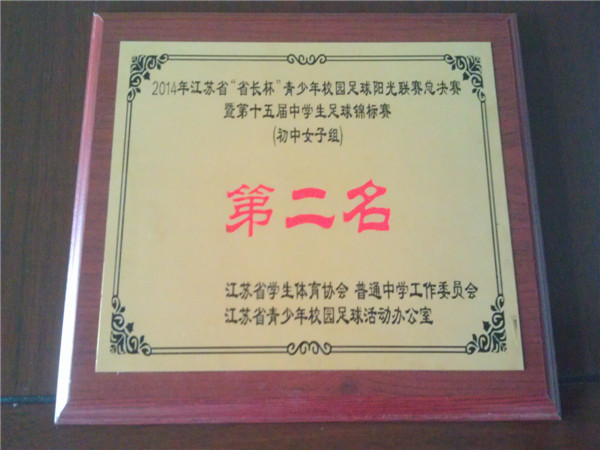 2014年江苏省“省长杯”青少年校园足球阳光联赛总决赛
暨第十五届中学生足球锦标赛
(初中女子组)
第二名
江苏省学生体育协会 普通中学工作委员会
江苏省青少年校园足球活动办公室